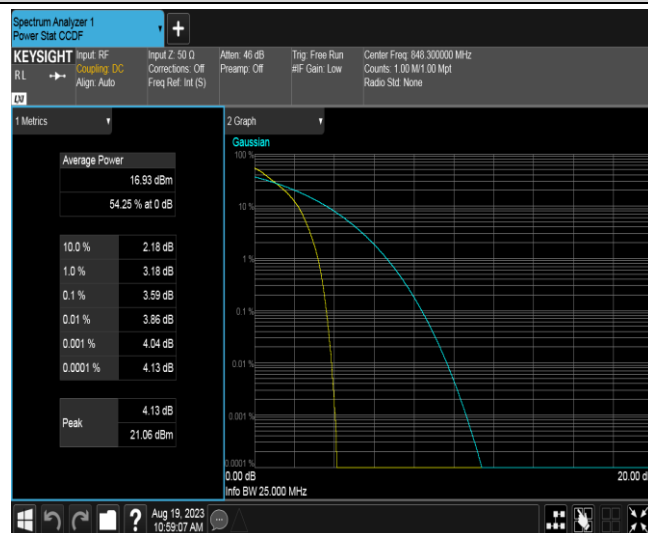 Spectrum Analyzer 1
Power Stat CCDF
+
KEYSIGHT
RL
LXI
Input: RF
Coupling: DC
Align: Auto
Input Z: 50 Ω
Corrections: Off
Freq Ref: Int (S)
Atten: 46 dB
Preamp: Off
Trig: Free Run
#IF Gain: Low
Center Freq: 848.300000 MHz
Counts: 1.00 M/1.00 Mpt
Radio Std: None
1 Metrics
Average Power
16.93 dBm
54.25 % at 0 dB
10.0 % 2.18 dB
1.0 % 3.18 dB
0.1 % 3.59 dB
0.01 % 3.86 dB
0.001 % 4.04 dB
0.0001 % 4.13 dB
Peak
4.13 dB
21.06 dBm
2 Graph
Gaussian
100 %
10 %
1 %
0.1 %
0.01 %
0.001 %
0.0001 %
0.00 dB 20.00 d
Info BW 25.000 MHz
? Aug 19, 2023
10:59:07 AM